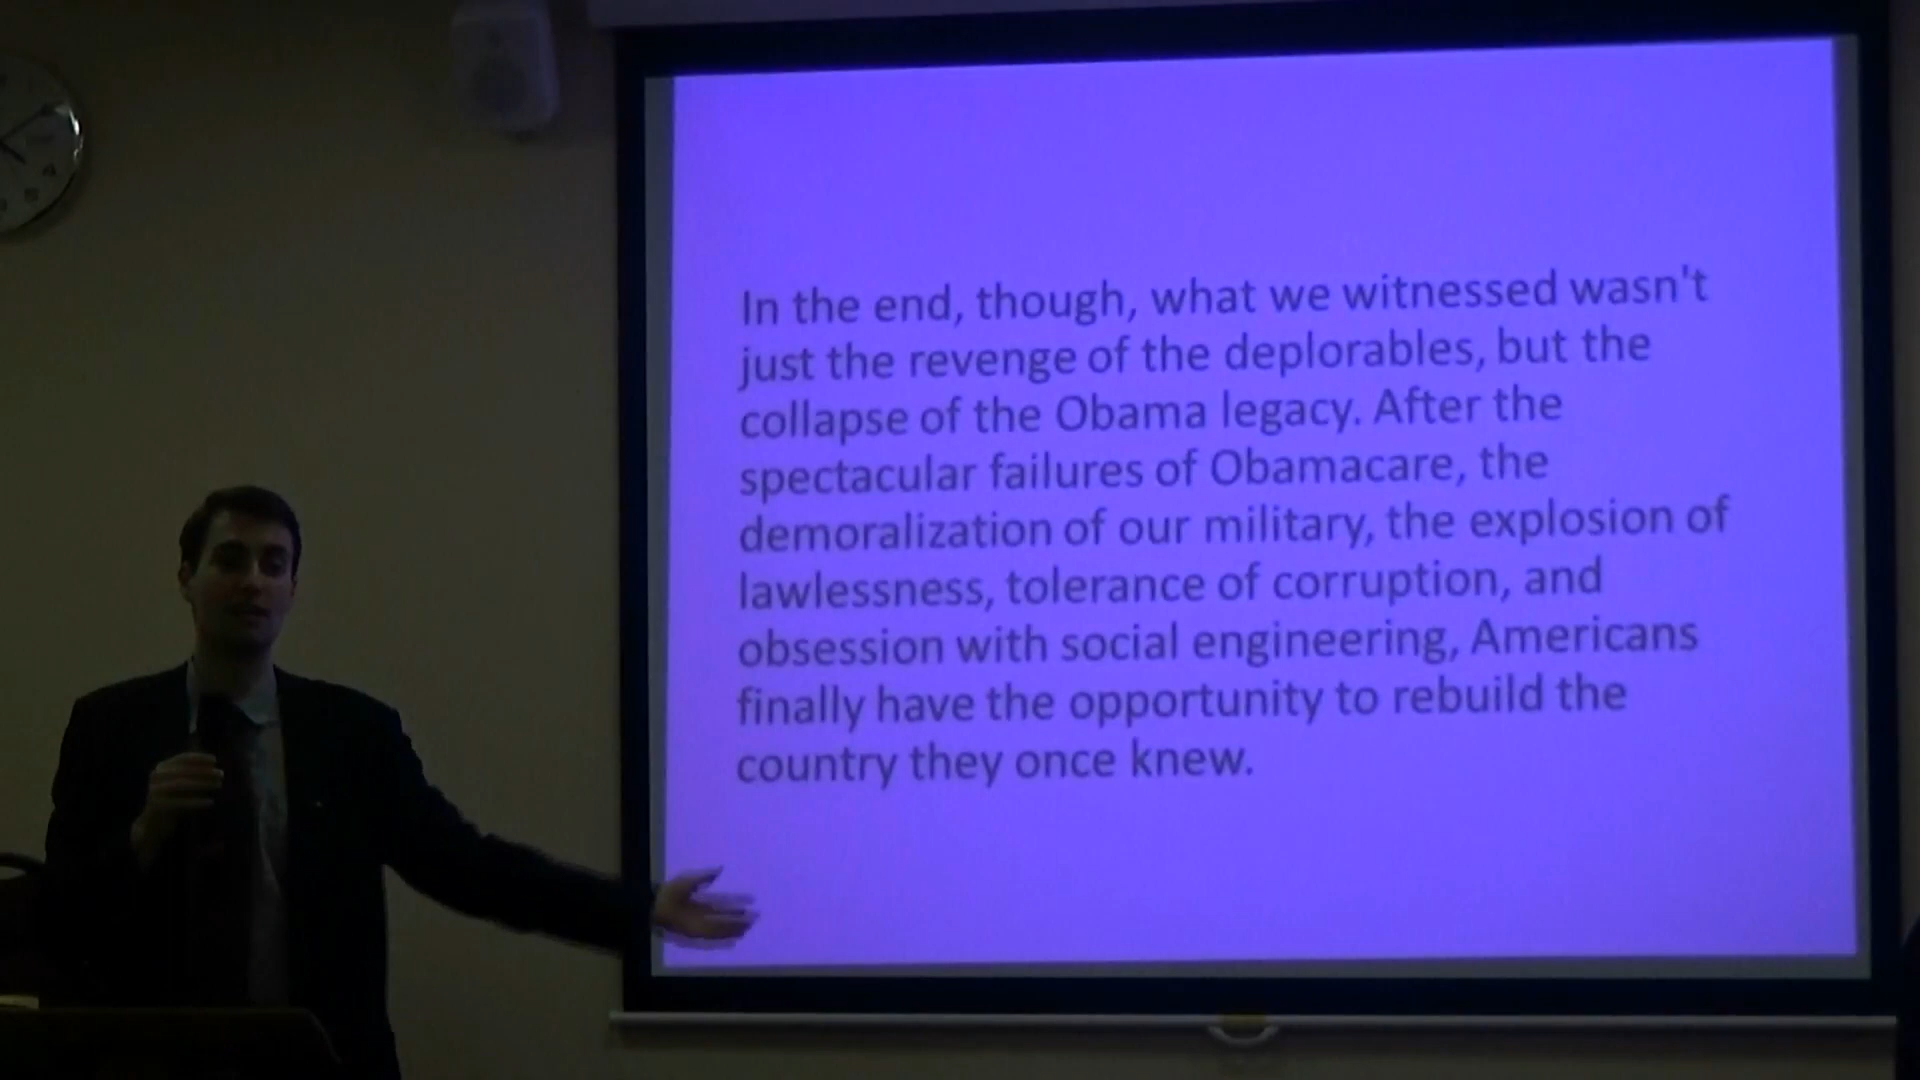 In the end, though, what we witnessed wasn't
just the revenge of the deplorables, but the
collapse of the Obama legacy. After the
spectacular failures of Obamacare, the
demoralization of our military, the explosion of
lawlessness, tolerance of corruption, and
obsession with social engineering, Americans
finally have the opportunity to rebuild the
country they once knew.